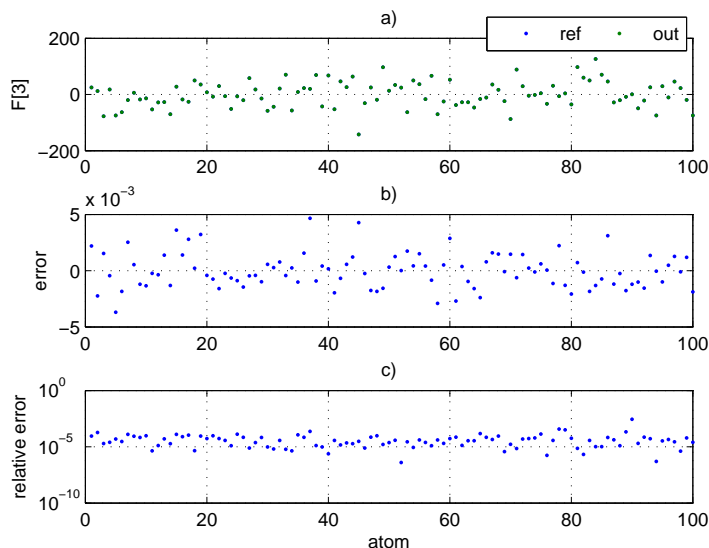 a)
ref out
F[3]
200
0
−200
0 20 40 60 80 100
b)
x 10^−3
error
5
0
−5
0 20 40 60 80 100
c)
relative error
10^0
10^−5
10^−10
0 20 40 60 80 100
atom